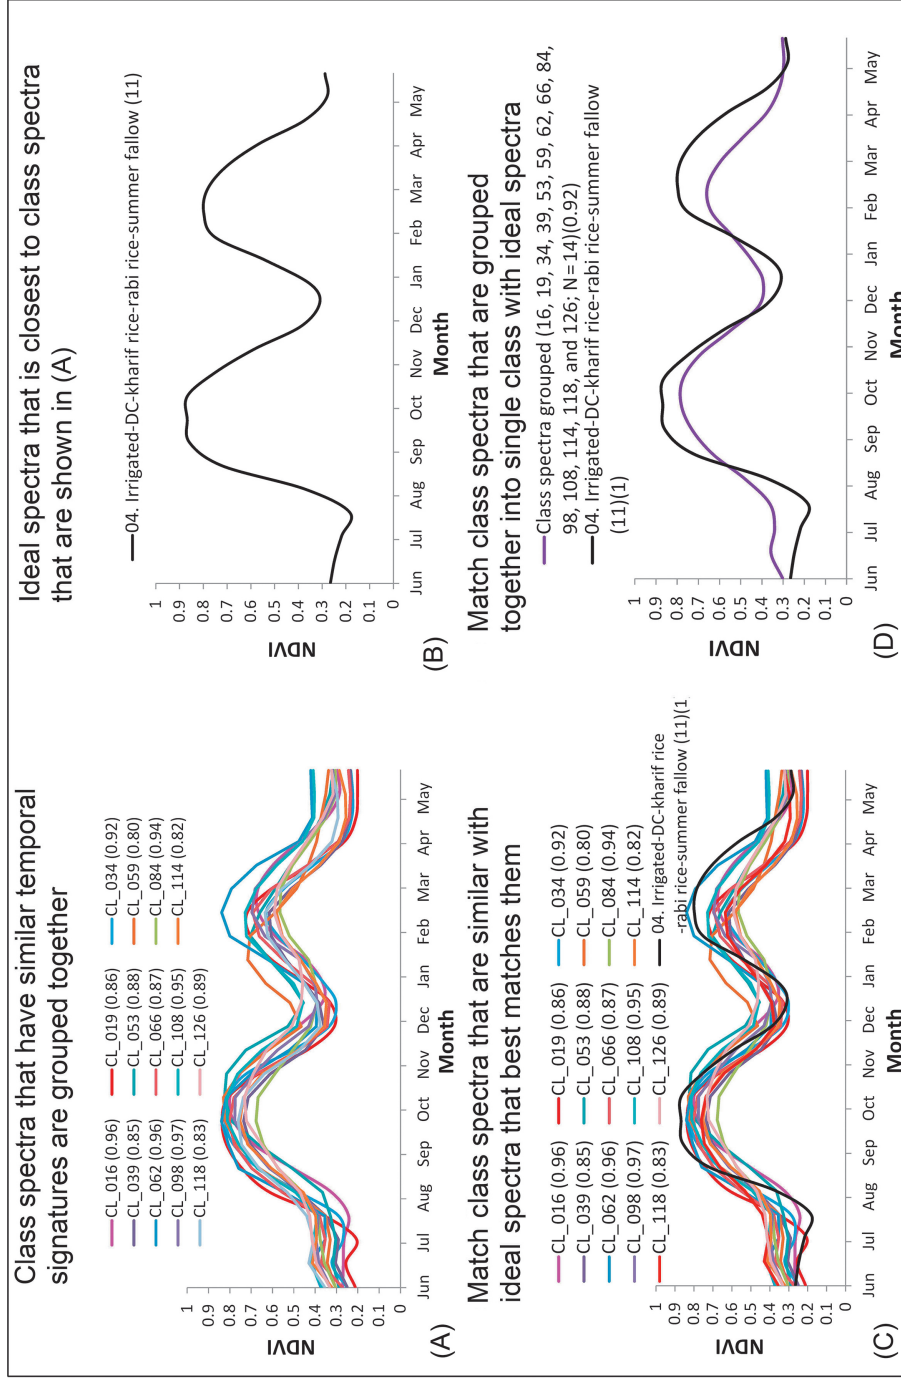 Class spectra that have similar temporal
signatures are grouped together
CL_016 (0.96) CL_019 (0.86) CL_034 (0.92)
CL_039 (0.85) CL_053 (0.88) CL_059 (0.80)
CL_062 (0.96) CL_066 (0.87) CL_084 (0.94)
CL_098 (0.97) CL_108 (0.95) CL_114 (0.82)
CL_118 (0.83) CL_126 (0.89)
1
0.9
0.8
0.7
0.6
0.5
0.4
0.3
0.2
0.1
0
NDVI
Jun Jul Aug Sep Oct Nov Dec Jan Feb Mar Apr May
Month
(A)
Ideal spectra that is closest to class spectra
that are shown in (A)
04. Irrigated-DC-kharif rice-rabi rice-summer fallow (11)
1
0.9
0.8
0.7
0.6
0.5
0.4
0.3
0.2
0.1
0
NDVI
Jun Jul Aug Sep Oct Nov Dec Jan Feb Mar Apr May
Month
(B)
Match class spectra that are similar with
ideal spectra that best matches them
CL_016 (0.96) CL_019 (0.86) CL_034 (0.92)
CL_039 (0.85) CL_053 (0.88) CL_059 (0.80)
CL_062 (0.96) CL_066 (0.87) CL_084 (0.94)
CL_098 (0.97) CL_108 (0.95) CL_114 (0.82)
CL_118 (0.83) CL_126 (0.89) 04. Irrigated-DC-kharif rice
-rabi rice-summer fallow (11)(1
1
0.9
0.8
0.7
0.6
0.5
0.4
0.3
0.2
0.1
0
NDVI
Jun Jul Aug Sep Oct Nov Dec Jan Feb Mar Apr May
Month
(C)
Match class spectra that are grouped
together into single class with ideal spectra
Class spectra grouped (16, 19, 34, 39, 53, 59, 62, 66, 84,
98, 108, 114, 118, and 126; N = 14)(0.92)
04. Irrigated-DC-kharif rice-rabi rice-summer fallow
(11)(1)
1
0.9
0.8
0.7
0.6
0.5
0.4
0.3
0.2
0.1
0
NDVI
Jun Jul Aug Sep Oct Nov Dec Jan Feb Mar Apr May
Month
(D)